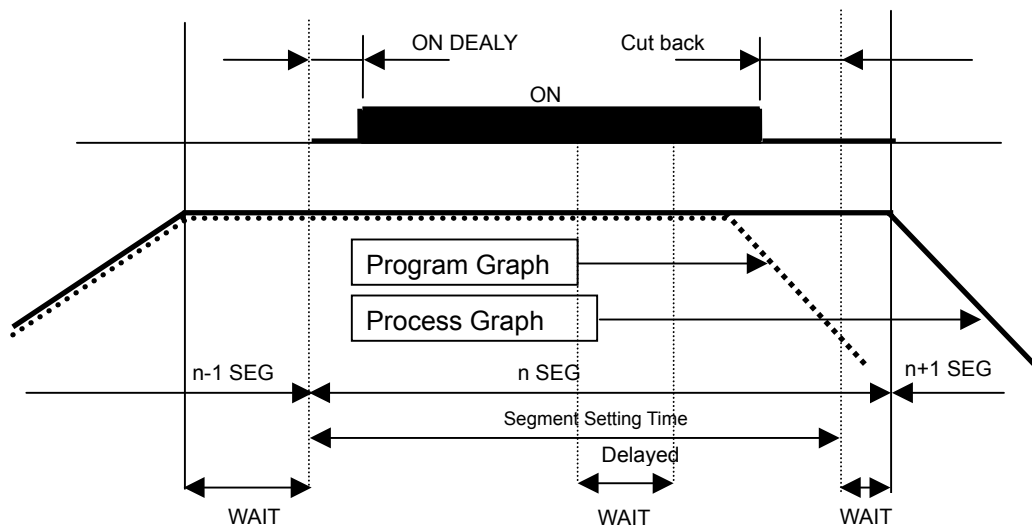 ON DEALY
Cut back
ON
Program Graph
Process Graph
n-1 SEG
n SEG
n+1 SEG
Segment Setting Time
Delayed
WAIT
WAIT
WAIT